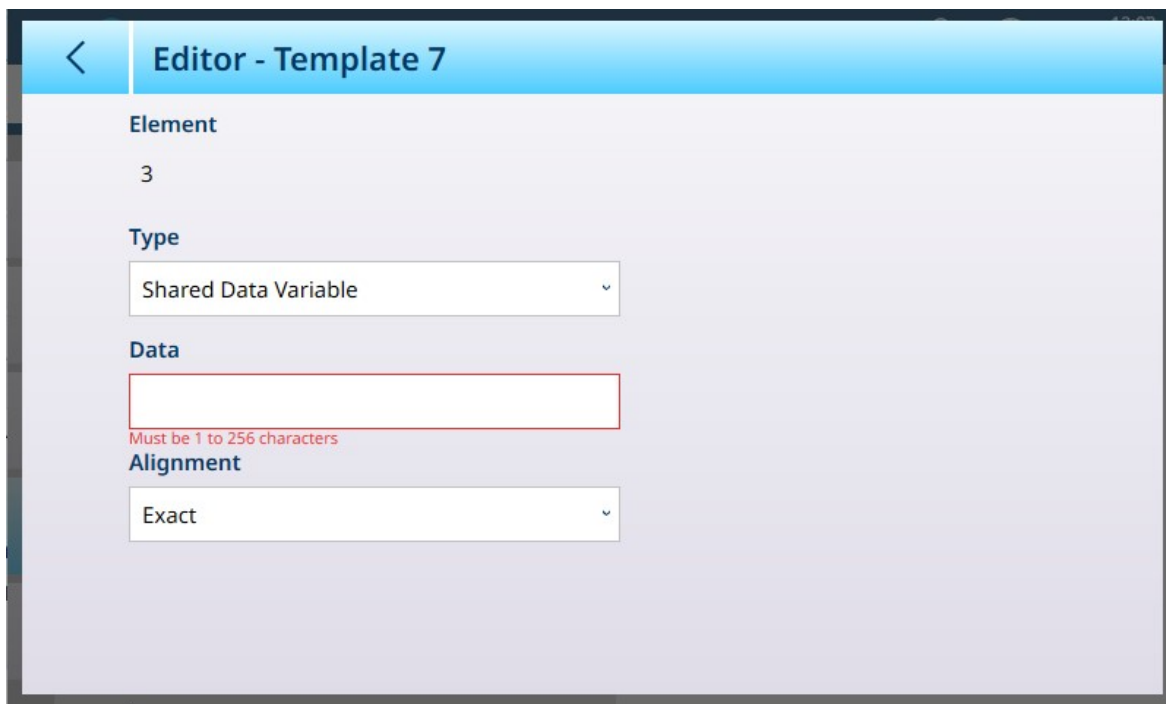 Editor - Template 7
Element
3
Type
Shared Data Variable
Data
Must be 1 to 256 characters
Alignment
Exact